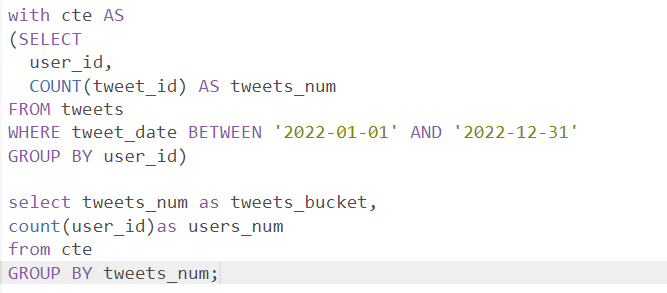 with cte AS
(SELECT
  user_id,
  COUNT(tweet_id) AS tweets_num
FROM tweets
WHERE tweet_date BETWEEN '2022-01-01' AND '2022-12-31'
GROUP BY user_id)

select tweets_num as tweets_bucket,
count(user_id)as users_num
from cte
GROUP BY tweets_num;